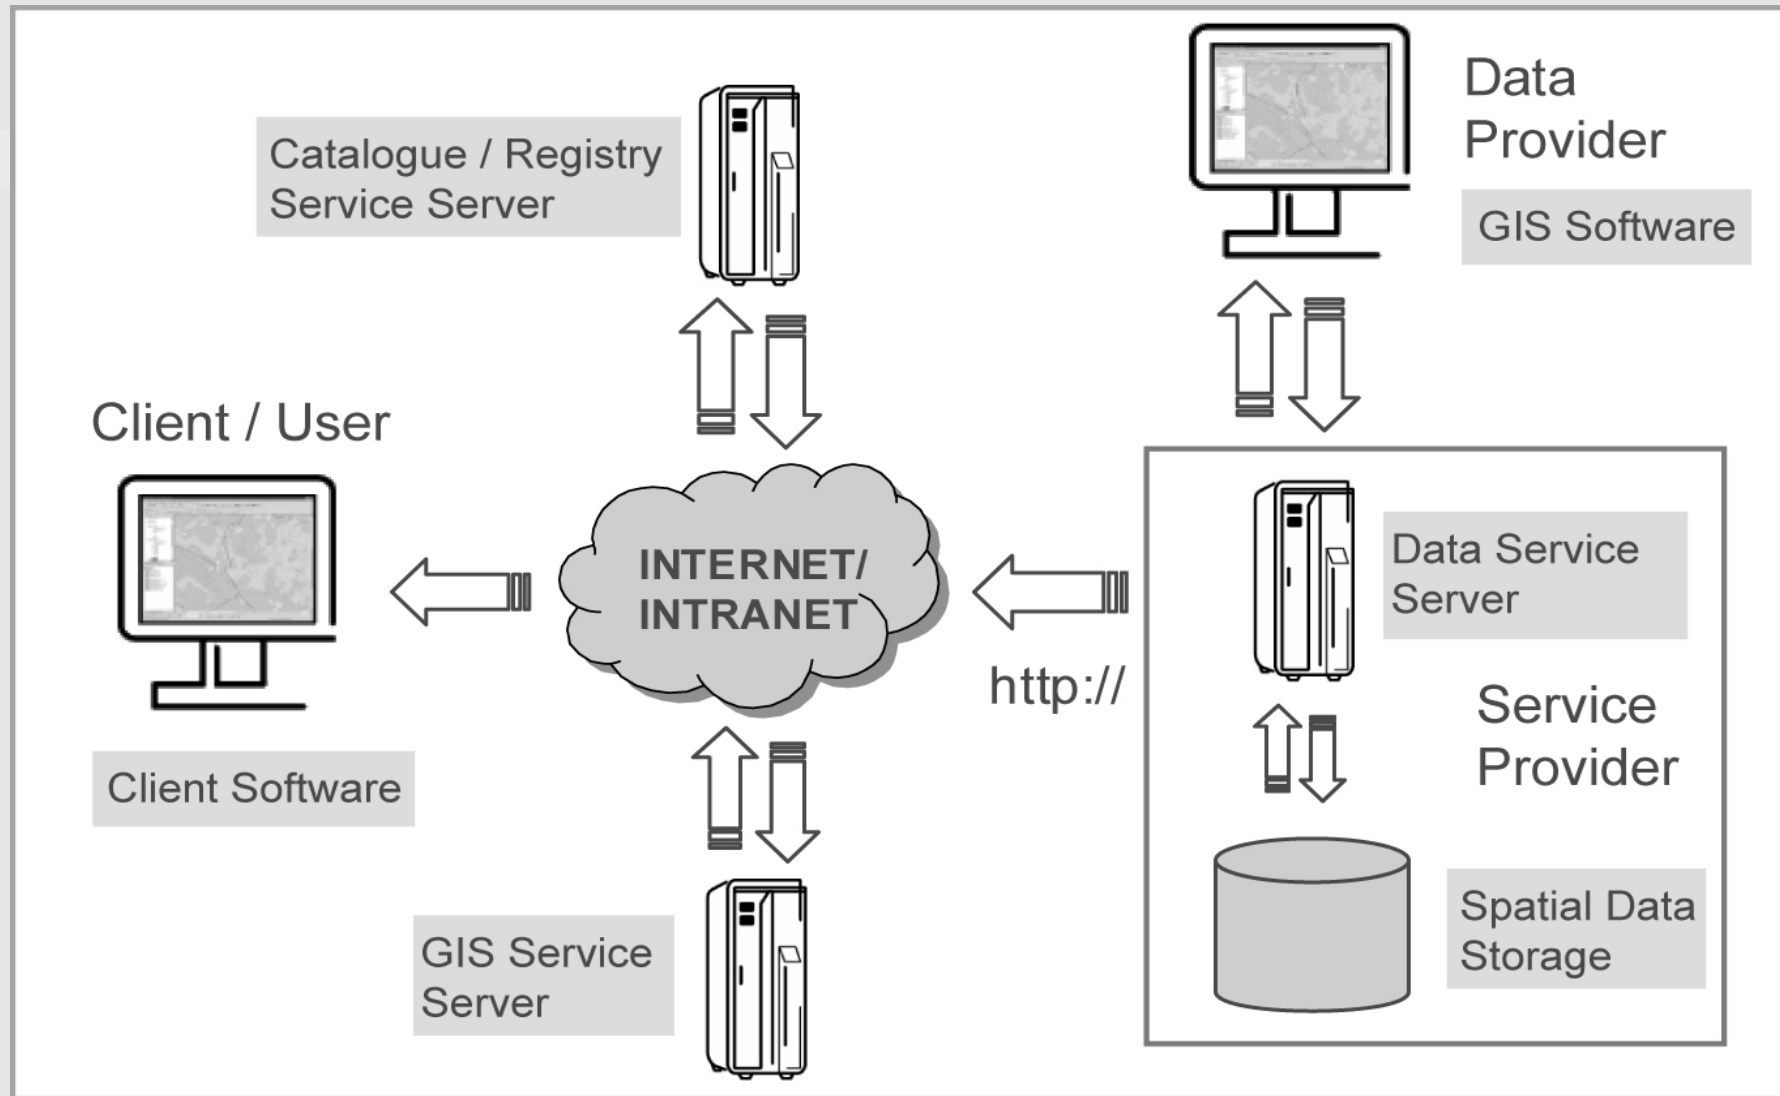 Data
Provider
GIS Software
Catalogue / Registry
Service Server
Client / User
Client Software
INTERNET/
INTRANET
http://
Data Service
Server
Service
Provider
Spatial Data
Storage
GIS Service
Server